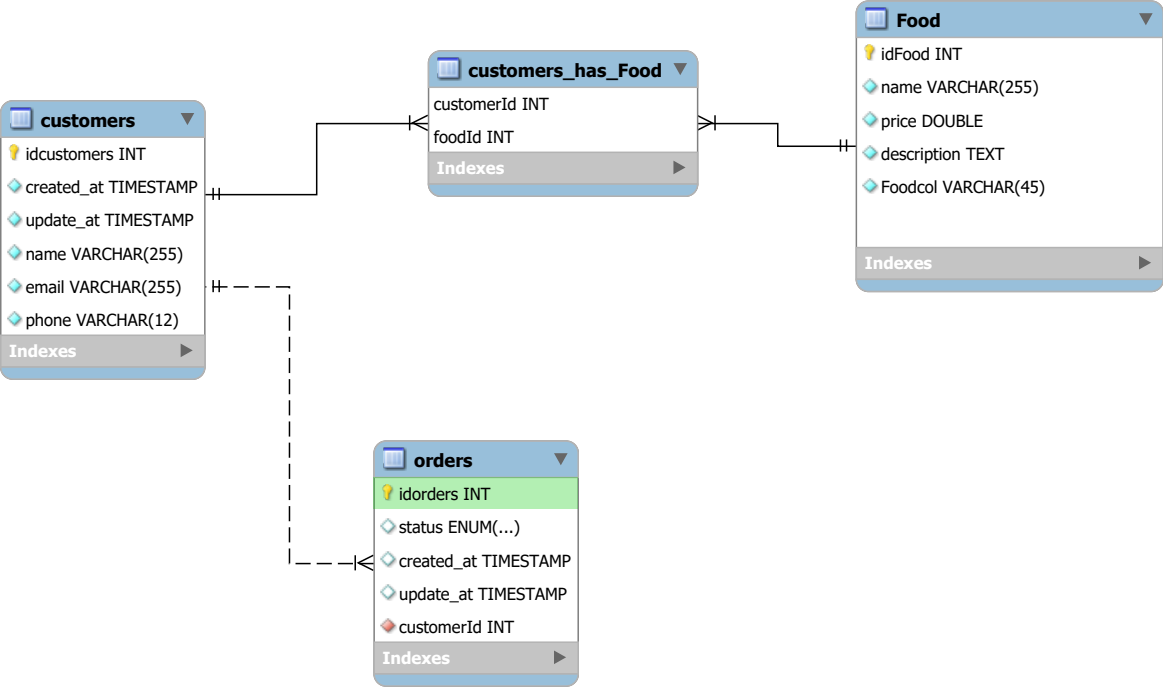 customers
idcustomers INT
created_at TIMESTAMP
update_at TIMESTAMP
name VARCHAR(255)
email VARCHAR(255)
phone VARCHAR(12)
Indexes
customers_has_Food
customerId INT
foodId INT
Indexes
Food
idFood INT
name VARCHAR(255)
price DOUBLE
description TEXT
Foodcol VARCHAR(45)
Indexes
orders
idorders INT
status ENUM(...)
created_at TIMESTAMP
update_at TIMESTAMP
customerId INT
Indexes